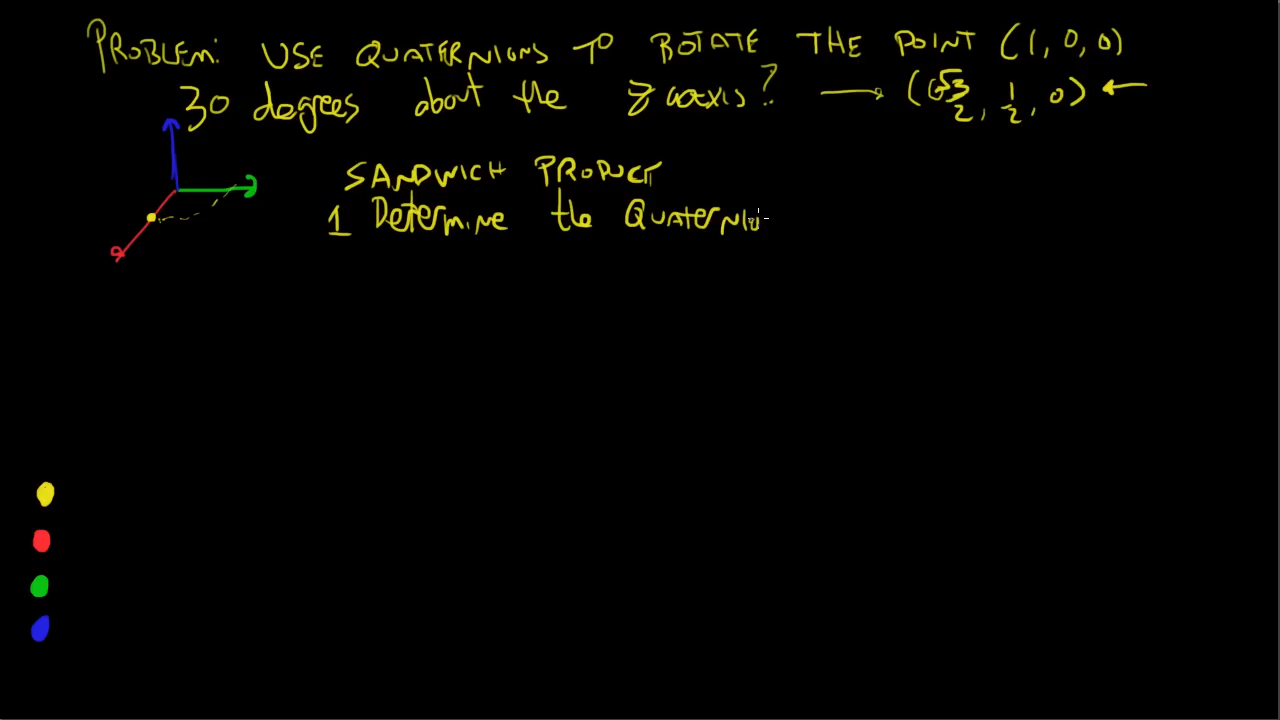 PROBLEM: USE QUATERNIONS TO ROTATE THE POINT (1, 0, 0)
30 degrees about the z axis? → (√3/2, 1/2, 0) ←
SANDWICH PRODUCT
1 Determine the QUATERNIO